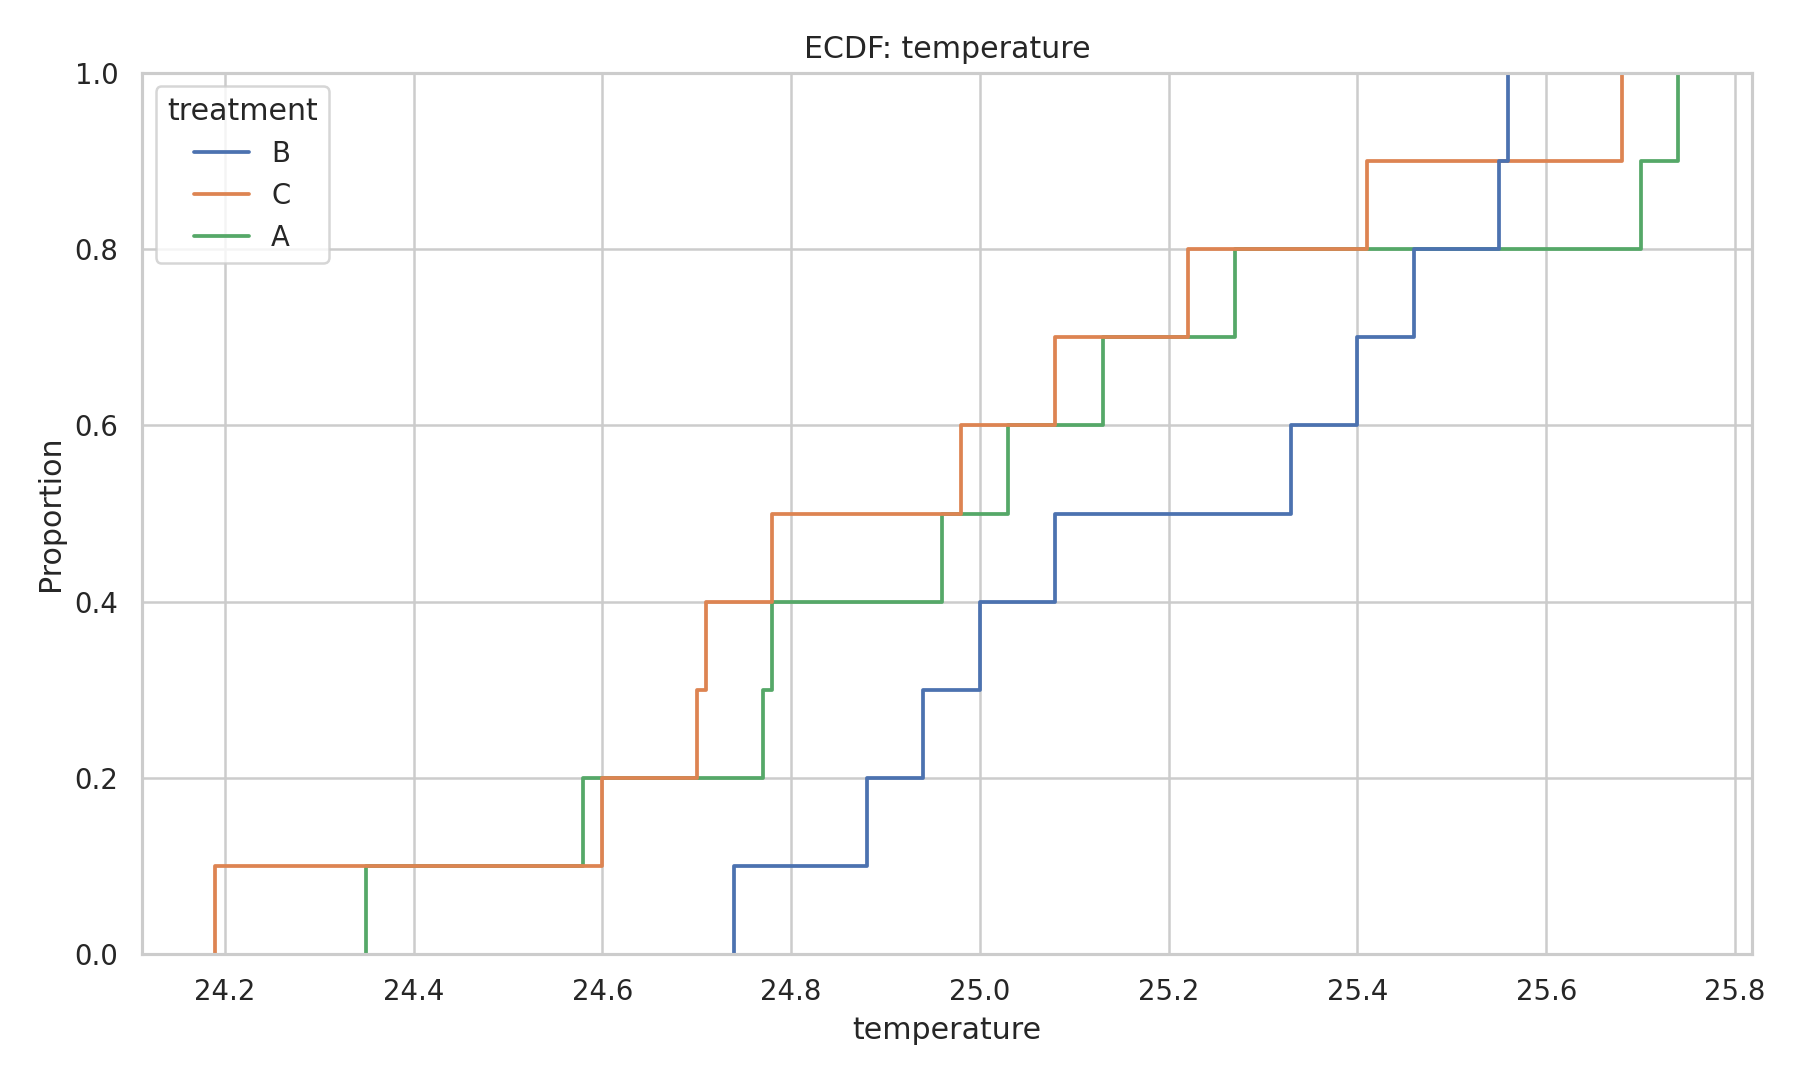 ECDF: temperature
1.0
0.8
0.6
0.4
0.2
0.0
Proportion
treatment
B
C
A
24.2 24.4 24.6 24.8 25.0 25.2 25.4 25.6 25.8
temperature